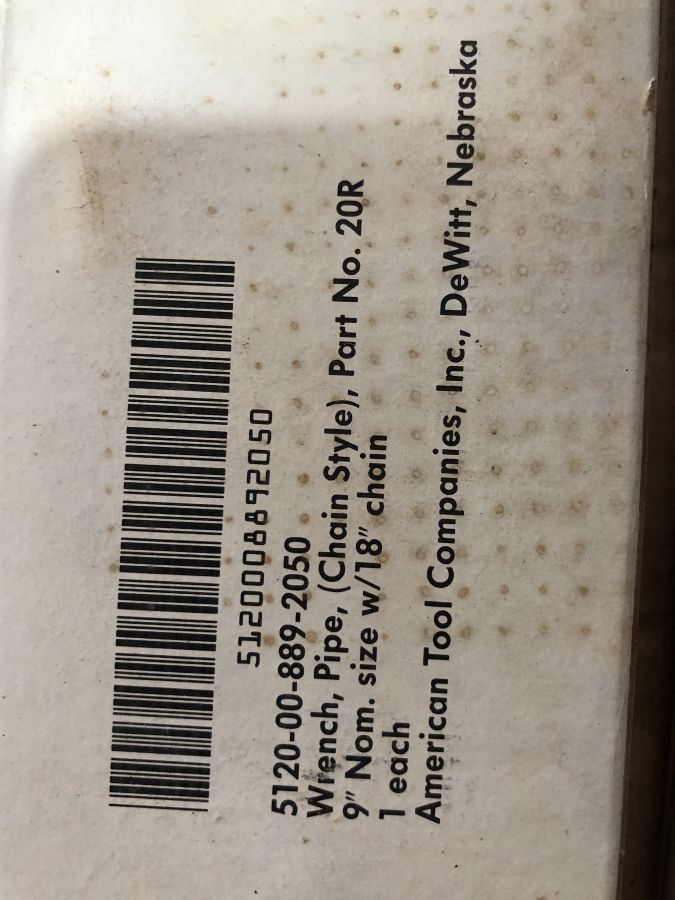 5120008892050
5120-00-889-2050
Wrench, Pipe, (Chain Style), Part No. 20R
9" Nom. size w/18" chain
1 each
American Tool Companies, Inc., DeWitt, Nebraska